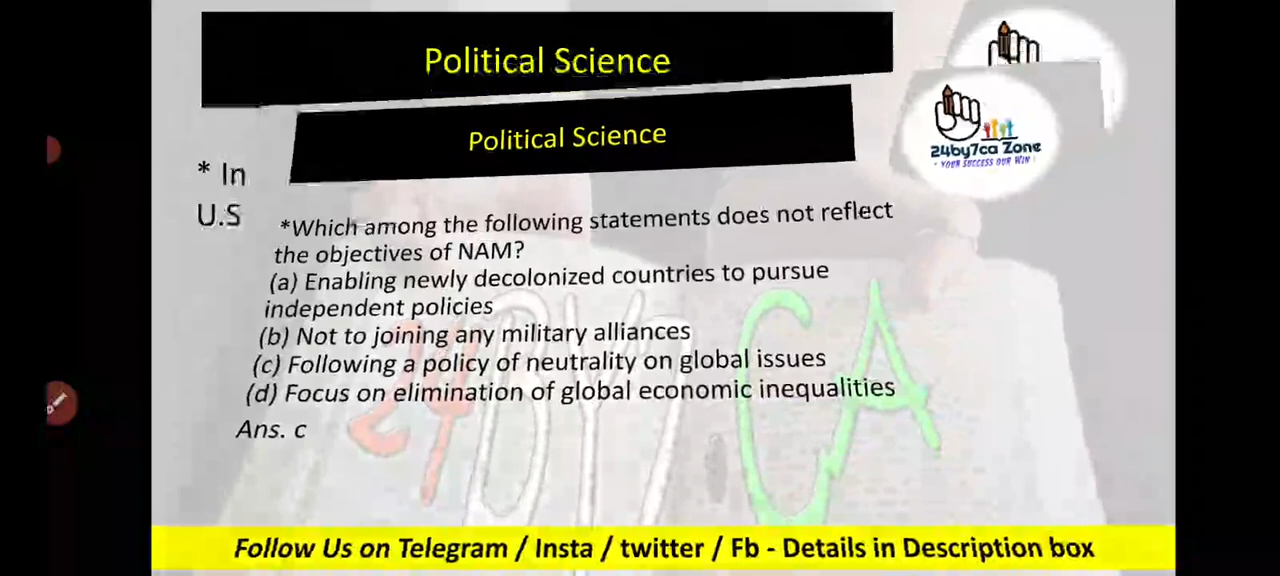 Political Science
Political Science
24by7ca Zone
- YOUR SUCCESS OUR WIN -
* In
U.S
*Which among the following statements does not reflect
the objectives of NAM?
(a) Enabling newly decolonized countries to pursue
independent policies
(b) Not to joining any military alliances
(c) Following a policy of neutrality on global issues
(d) Focus on elimination of global economic inequalities
Ans. c
24BY7.CA
Follow Us on Telegram / Insta / twitter / Fb - Details in Description box